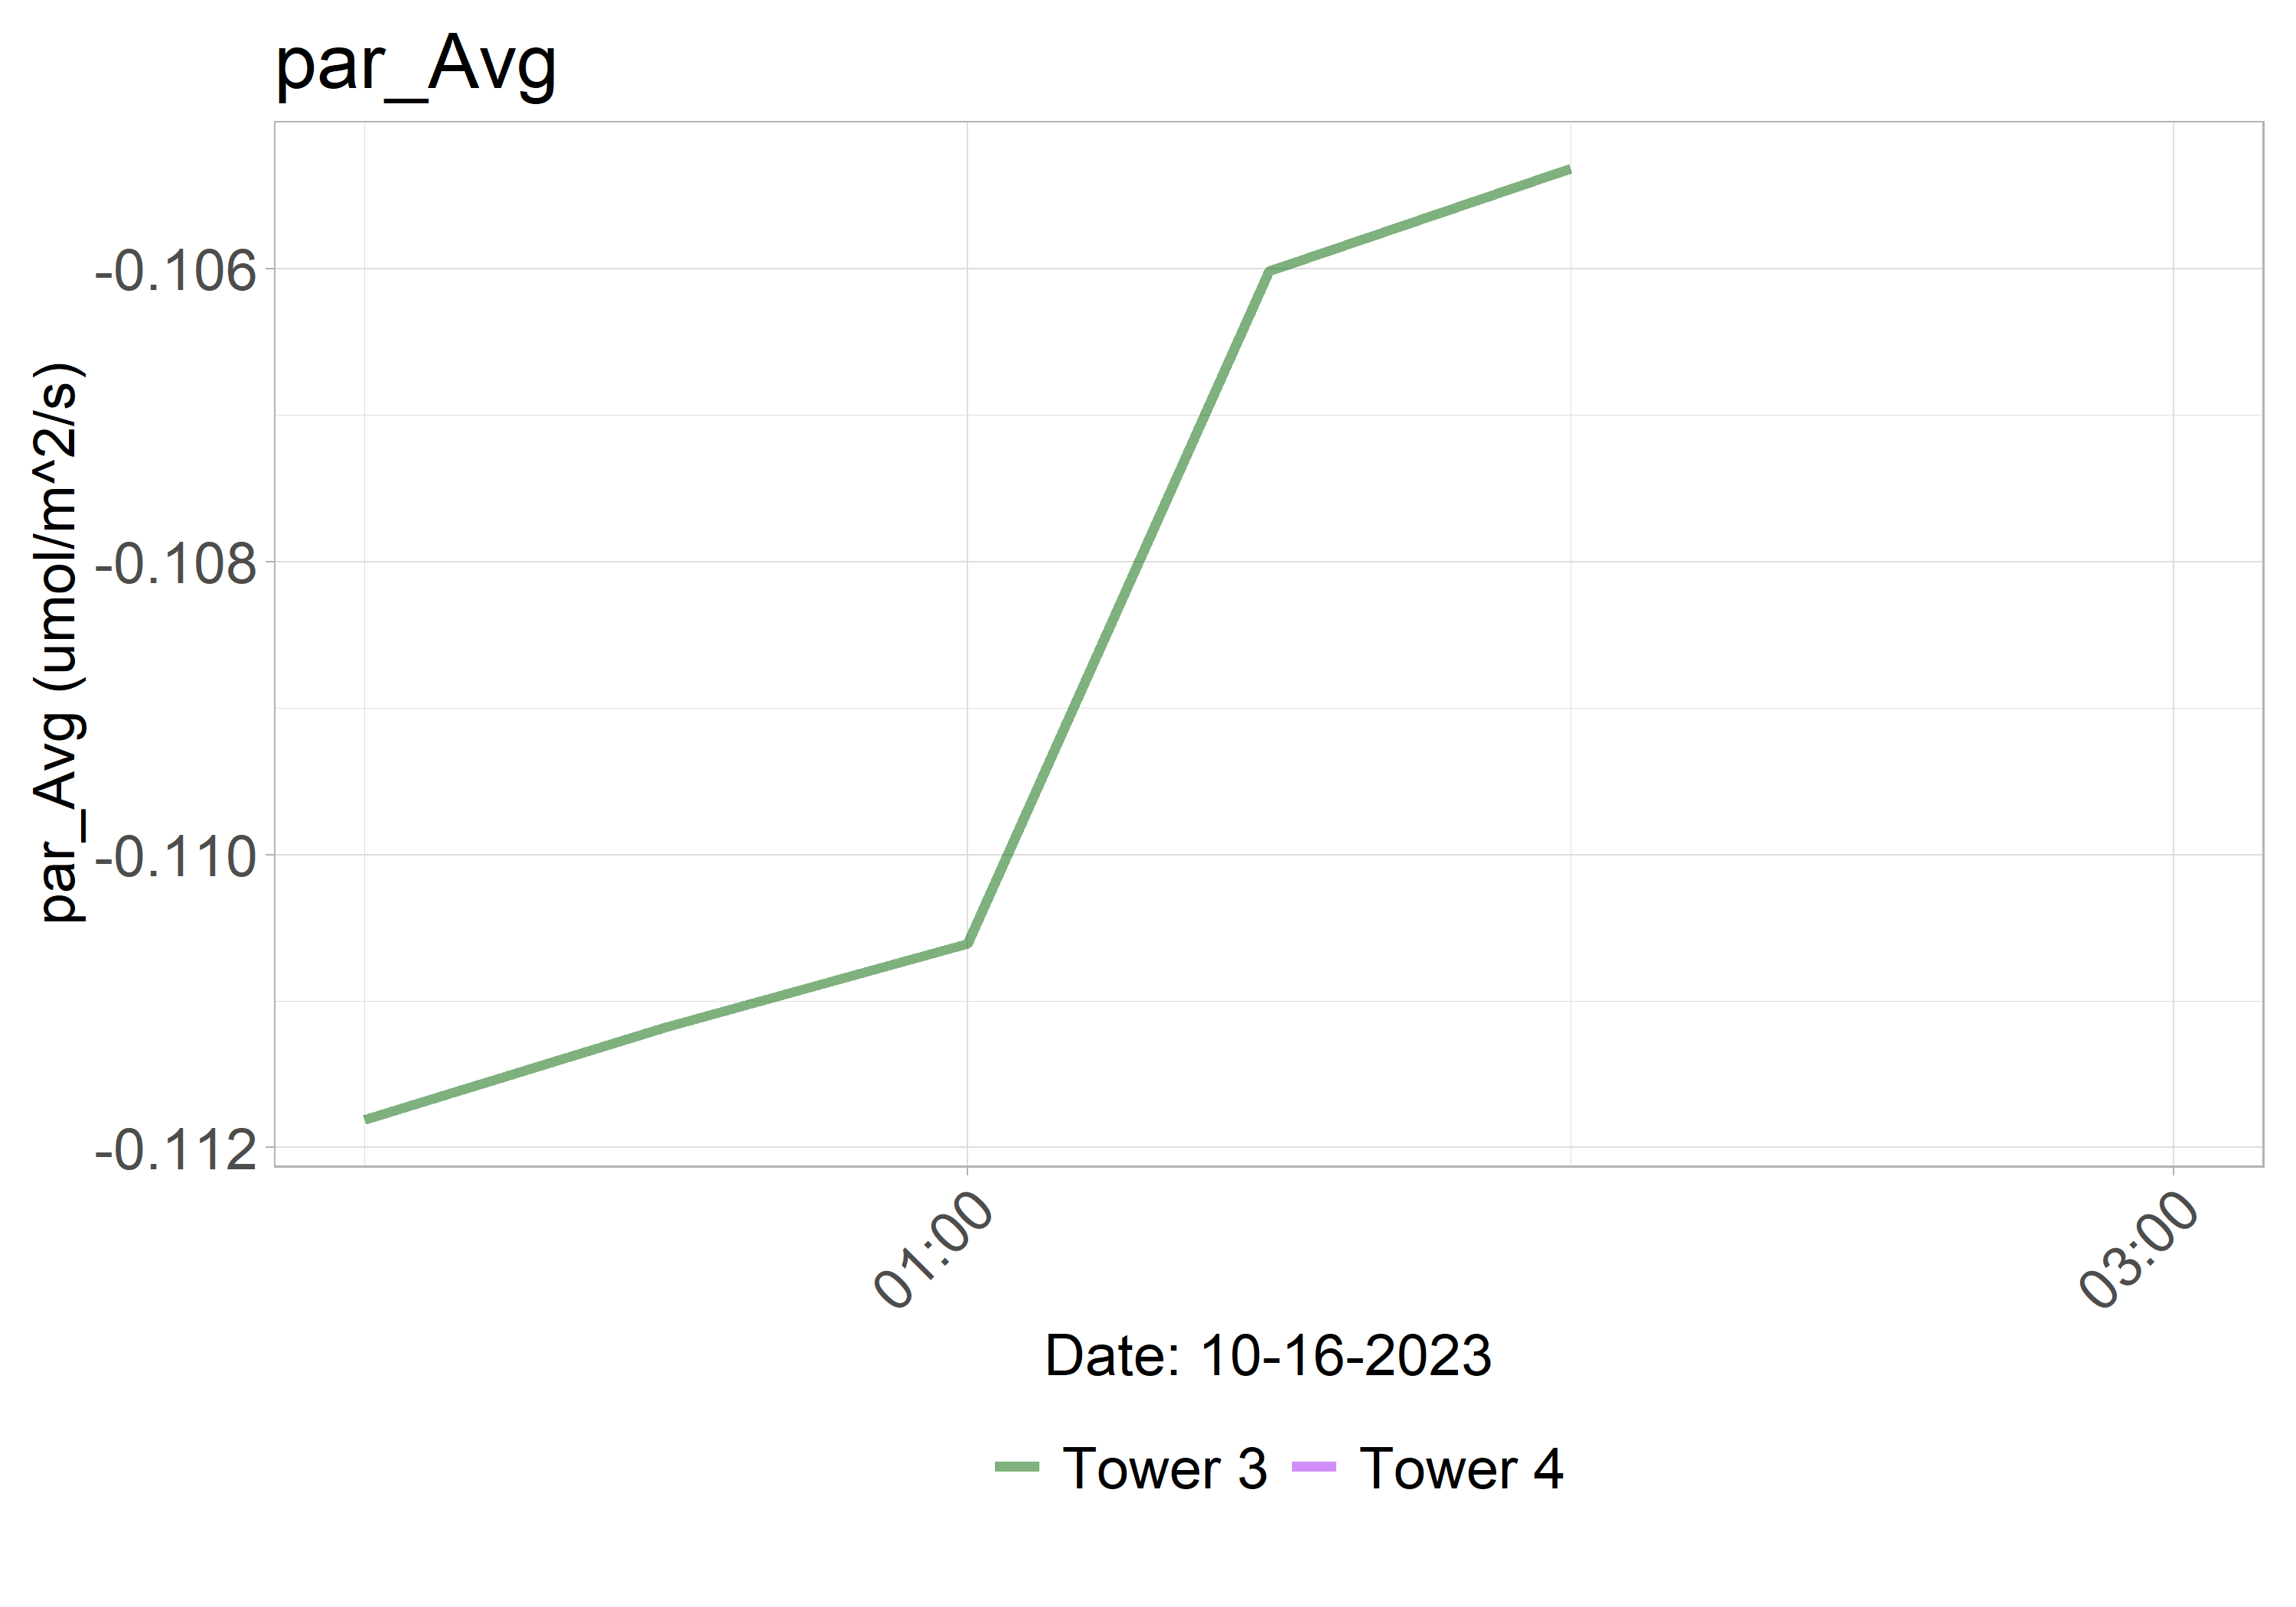 par_Avg
par_Avg (umol/m^2/s)
-0.106
-0.108
-0.110
-0.112
01:00
03:00
Date: 10-16-2023
Tower 3
Tower 4